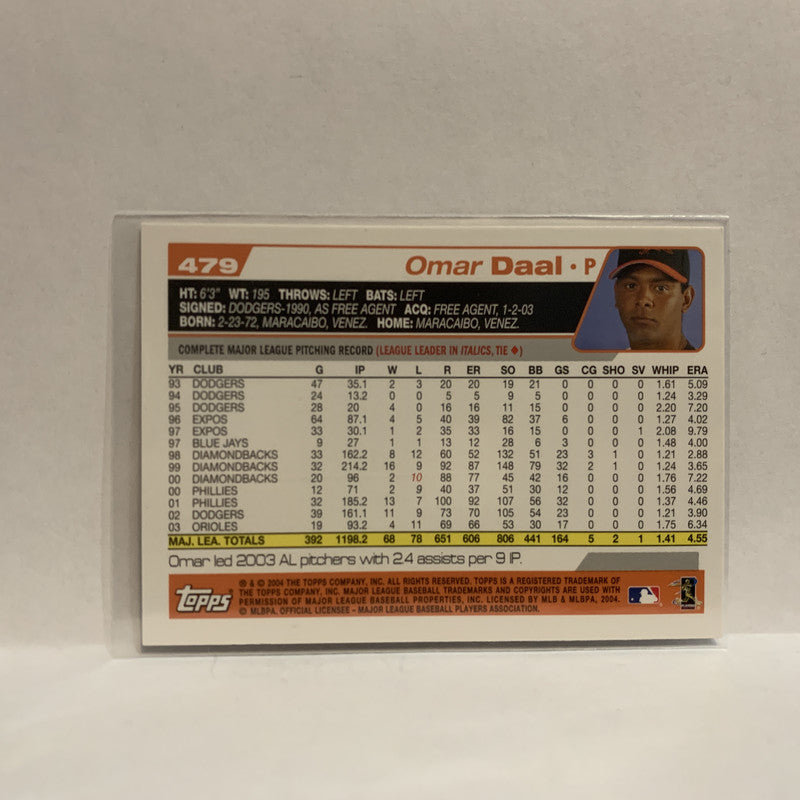 479
Omar Daal • P
HT: 6'3" WT: 195 THROWS: LEFT BATS: LEFT
SIGNED: DODGERS-1990, AS FREE AGENT ACQ: FREE AGENT, 1-2-03
BORN: 2-23-72, MARACAIBO, VENEZ. HOME: MARACAIBO, VENEZ.
COMPLETE MAJOR LEAGUE PITCHING RECORD (LEAGUE LEADER IN ITALICS, TIE ♦)
YR CLUB G IP W L R ER SO BB GS CG SHO SV WHIP ERA
93 DODGERS 47 35.1 2 3 20 20 19 21 0 0 0 0 1.61 5.09
94 DODGERS 24 13.2 0 0 5 5 9 5 0 0 0 0 1.24 3.29
95 DODGERS 28 20 4 0 16 16 11 15 0 0 0 0 2.20 7.20
96 EXPOS 64 87.1 4 5 40 39 82 37 6 0 0 0 1.27 4.02
97 EXPOS 33 30.1 1 2 35 33 16 15 0 0 0 1 2.08 9.79
97 BLUE JAYS 9 27 1 1 13 12 28 6 3 0 0 0 1.48 4.00
98 DIAMONDBACKS 33 162.2 8 12 60 52 132 51 23 3 1 0 1.21 2.88
99 DIAMONDBACKS 32 214.2 16 9 92 87 148 79 32 2 1 0 1.24 3.65
00 DIAMONDBACKS 20 96 2 10 88 77 45 42 16 0 0 0 1.76 7.22
00 PHILLIES 12 71 2 9 40 37 51 30 12 0 0 0 1.56 4.69
01 PHILLIES 32 185.2 13 7 100 92 107 56 32 0 0 0 1.37 4.46
02 DODGERS 39 161.1 11 9 73 70 105 54 23 0 0 0 1.21 3.90
03 ORIOLES 19 93.2 4 11 69 66 53 30 17 0 0 0 1.75 6.34
MAJ. LEA. TOTALS 392 1198.2 68 78 651 606 806 441 164 5 2 1 1.41 4.55
Omar led 2003 AL pitchers with 2.4 assists per 9 IP.
Topps
® & © 2004 THE TOPPS COMPANY, INC. ALL RIGHTS RESERVED. TOPPS IS A REGISTERED TRADEMARK OF
THE TOPPS COMPANY, INC. MAJOR LEAGUE BASEBALL TRADEMARKS AND COPYRIGHTS ARE USED WITH
PERMISSION OF MAJOR LEAGUE BASEBALL PROPERTIES, INC. LICENSED BY MLB & MLBPA, 2004.
© MLBPA. OFFICIAL LICENSEE - MAJOR LEAGUE BASEBALL PLAYERS ASSOCIATION.